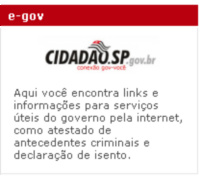 e-gov
CIDADÃO.SP.gov.br
conexão gov-você
Aqui você encontra links e
informações para serviços
úteis do governo pela internet,
como atestado de
antecedentes criminais e
declaração de isento.